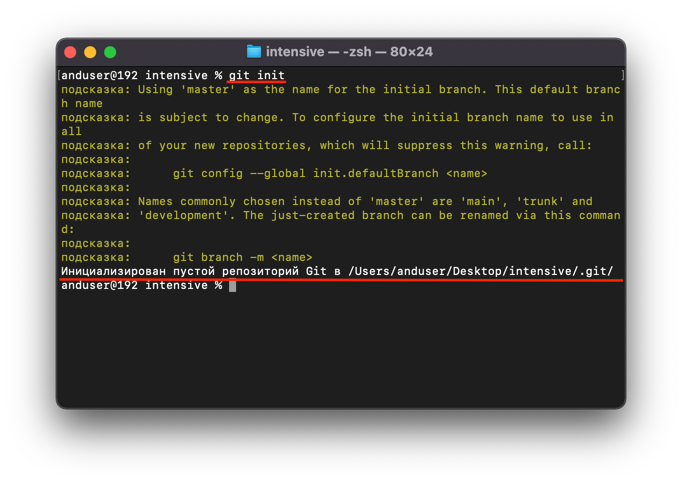 intensive — -zsh — 80×24
[anduser@192 intensive % git init ]
подсказка: Using 'master' as the name for the initial branch. This default branc
h name
подсказка: is subject to change. To configure the initial branch name to use in
all
подсказка: of your new repositories, which will suppress this warning, call:
подсказка:
подсказка:      git config --global init.defaultBranch <name>
подсказка:
подсказка: Names commonly chosen instead of 'master' are 'main', 'trunk' and
подсказка: 'development'. The just-created branch can be renamed via this comman
d:
подсказка:
подсказка:      git branch -m <name>
Инициализирован пустой репозиторий Git в /Users/anduser/Desktop/intensive/.git/
anduser@192 intensive %